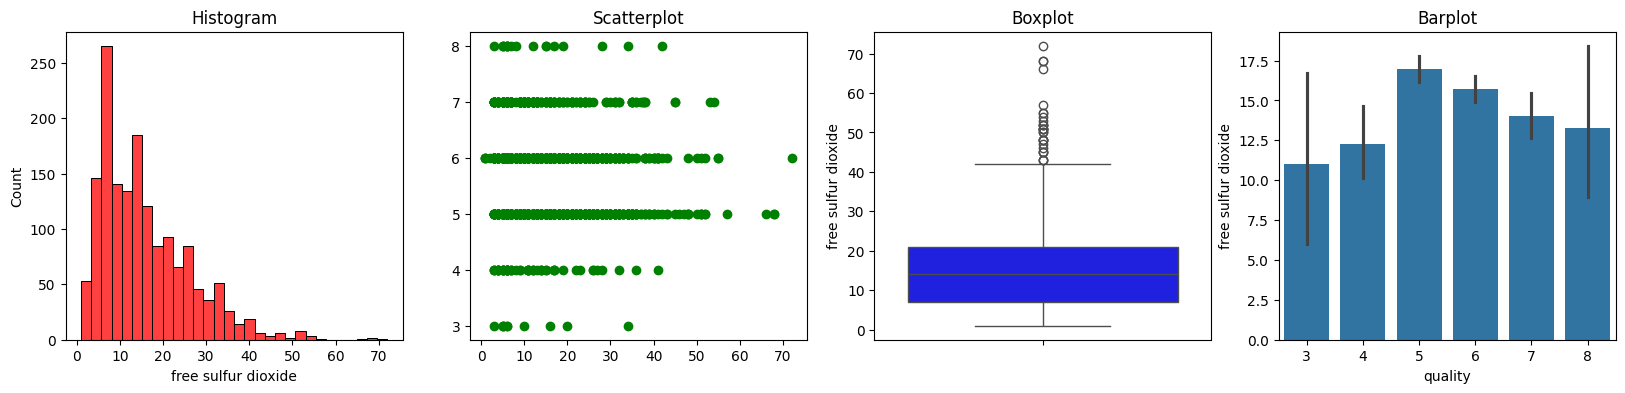 Histogram
Count
250
200
150
100
50
0
0 10 20 30 40 50 60 70
free sulfur dioxide
Scatterplot
8
7
6
5
4
3
0 10 20 30 40 50 60 70
Boxplot
free sulfur dioxide
70
60
50
40
30
20
10
0
Barplot
free sulfur dioxide
17.5
15.0
12.5
10.0
7.5
5.0
2.5
0.0
3 4 5 6 7 8
quality